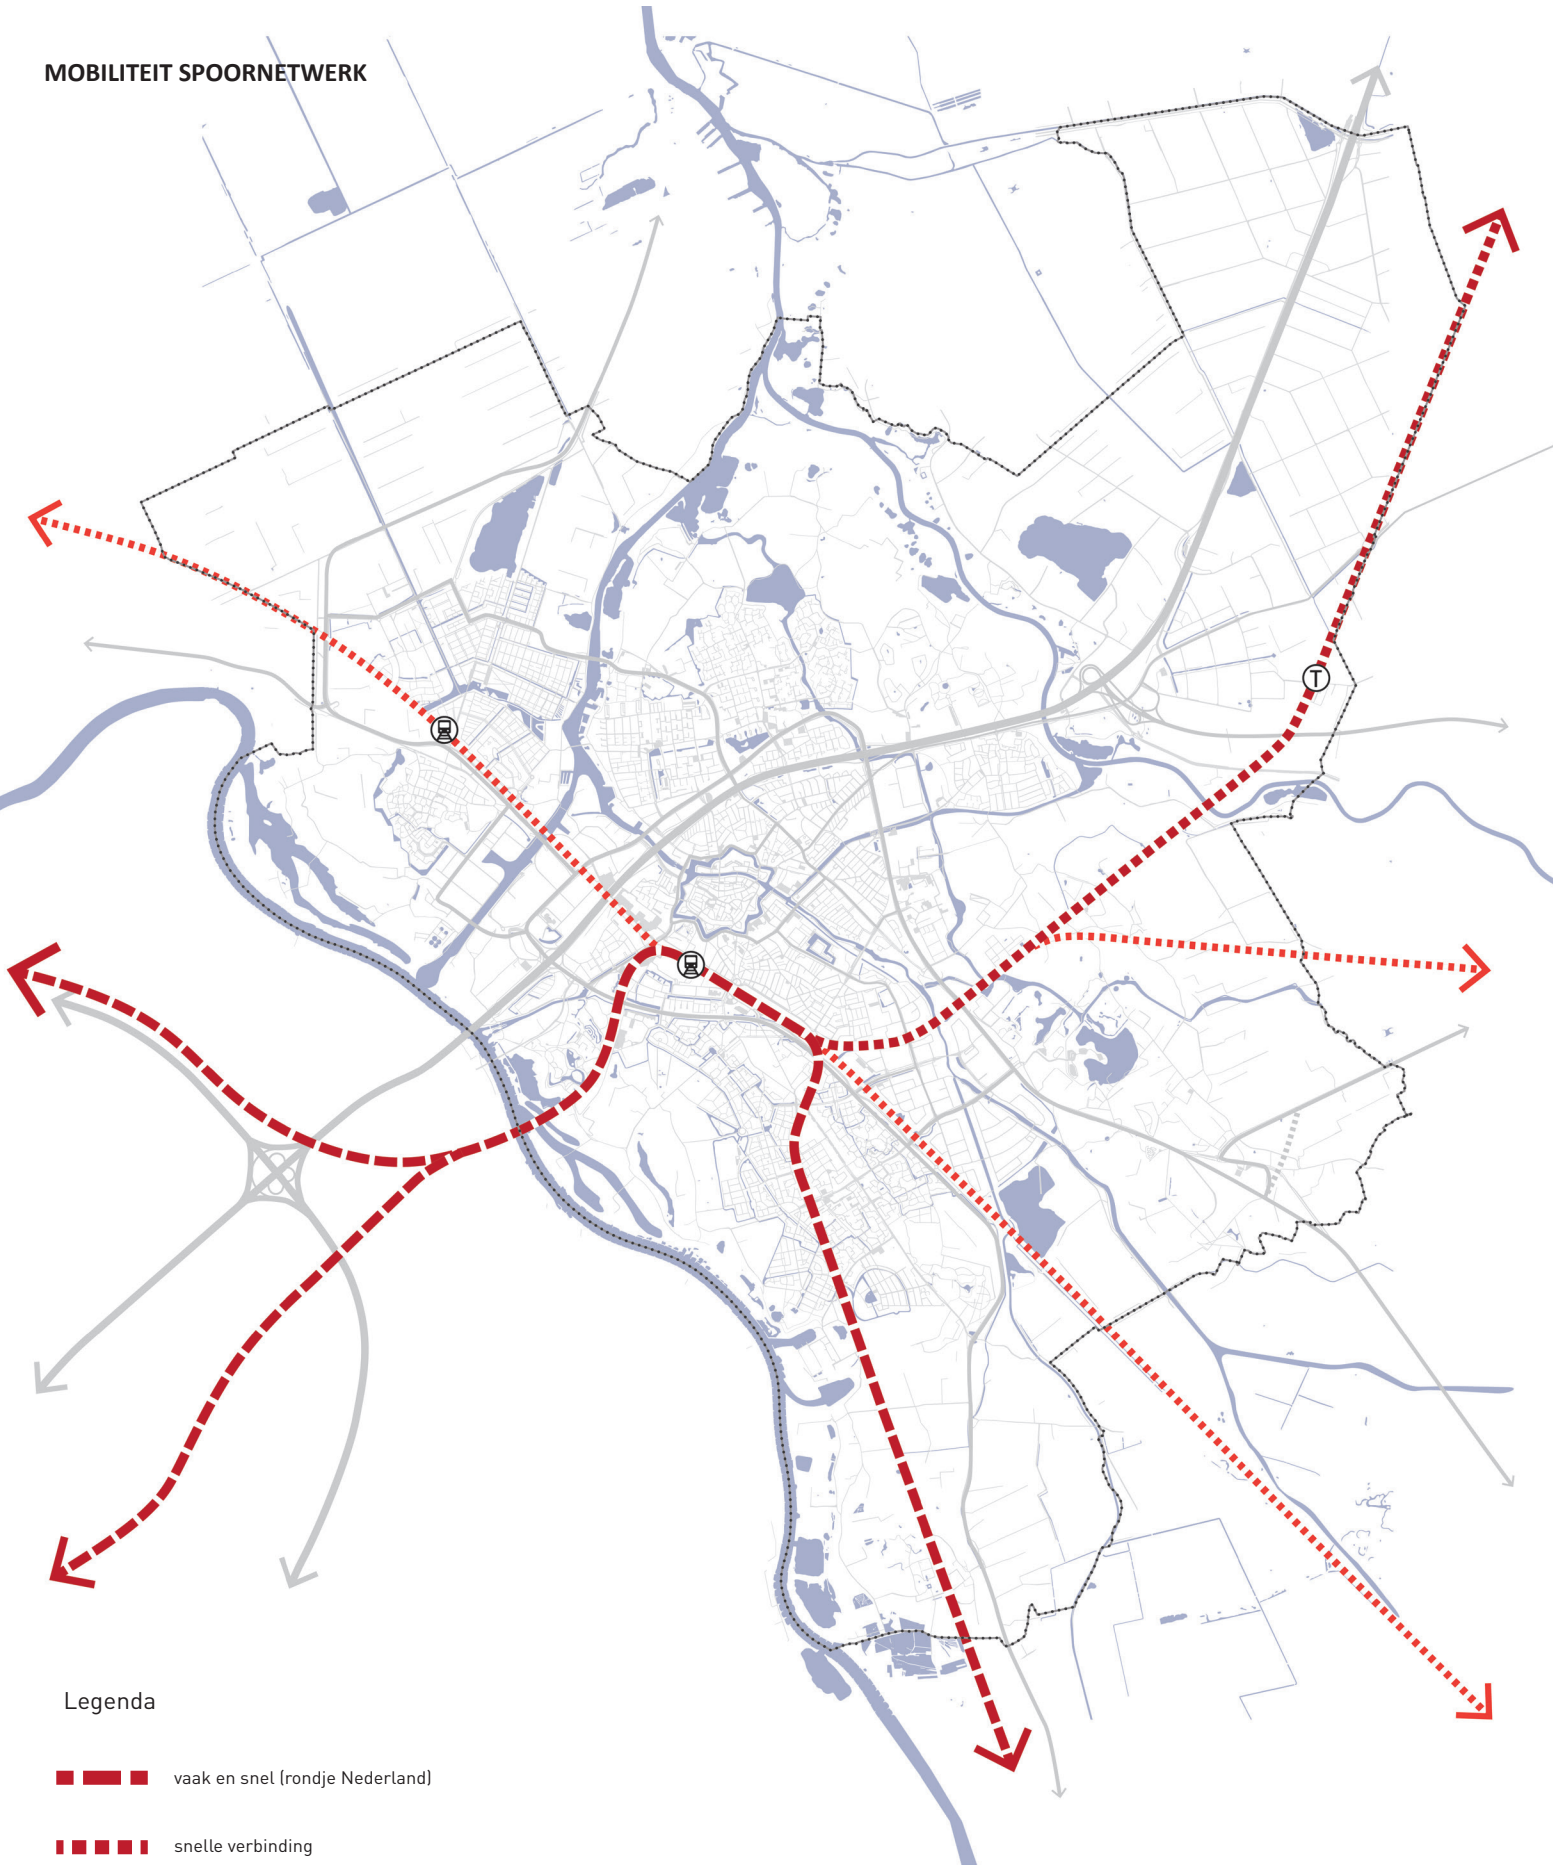 MOBILITEIT SPOORNETWERK
T
Legenda
vaak en snel (rondje Nederland)
snelle verbinding